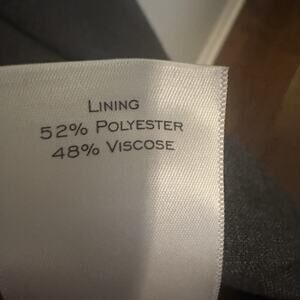 Lining
52% Polyester
48% Viscose